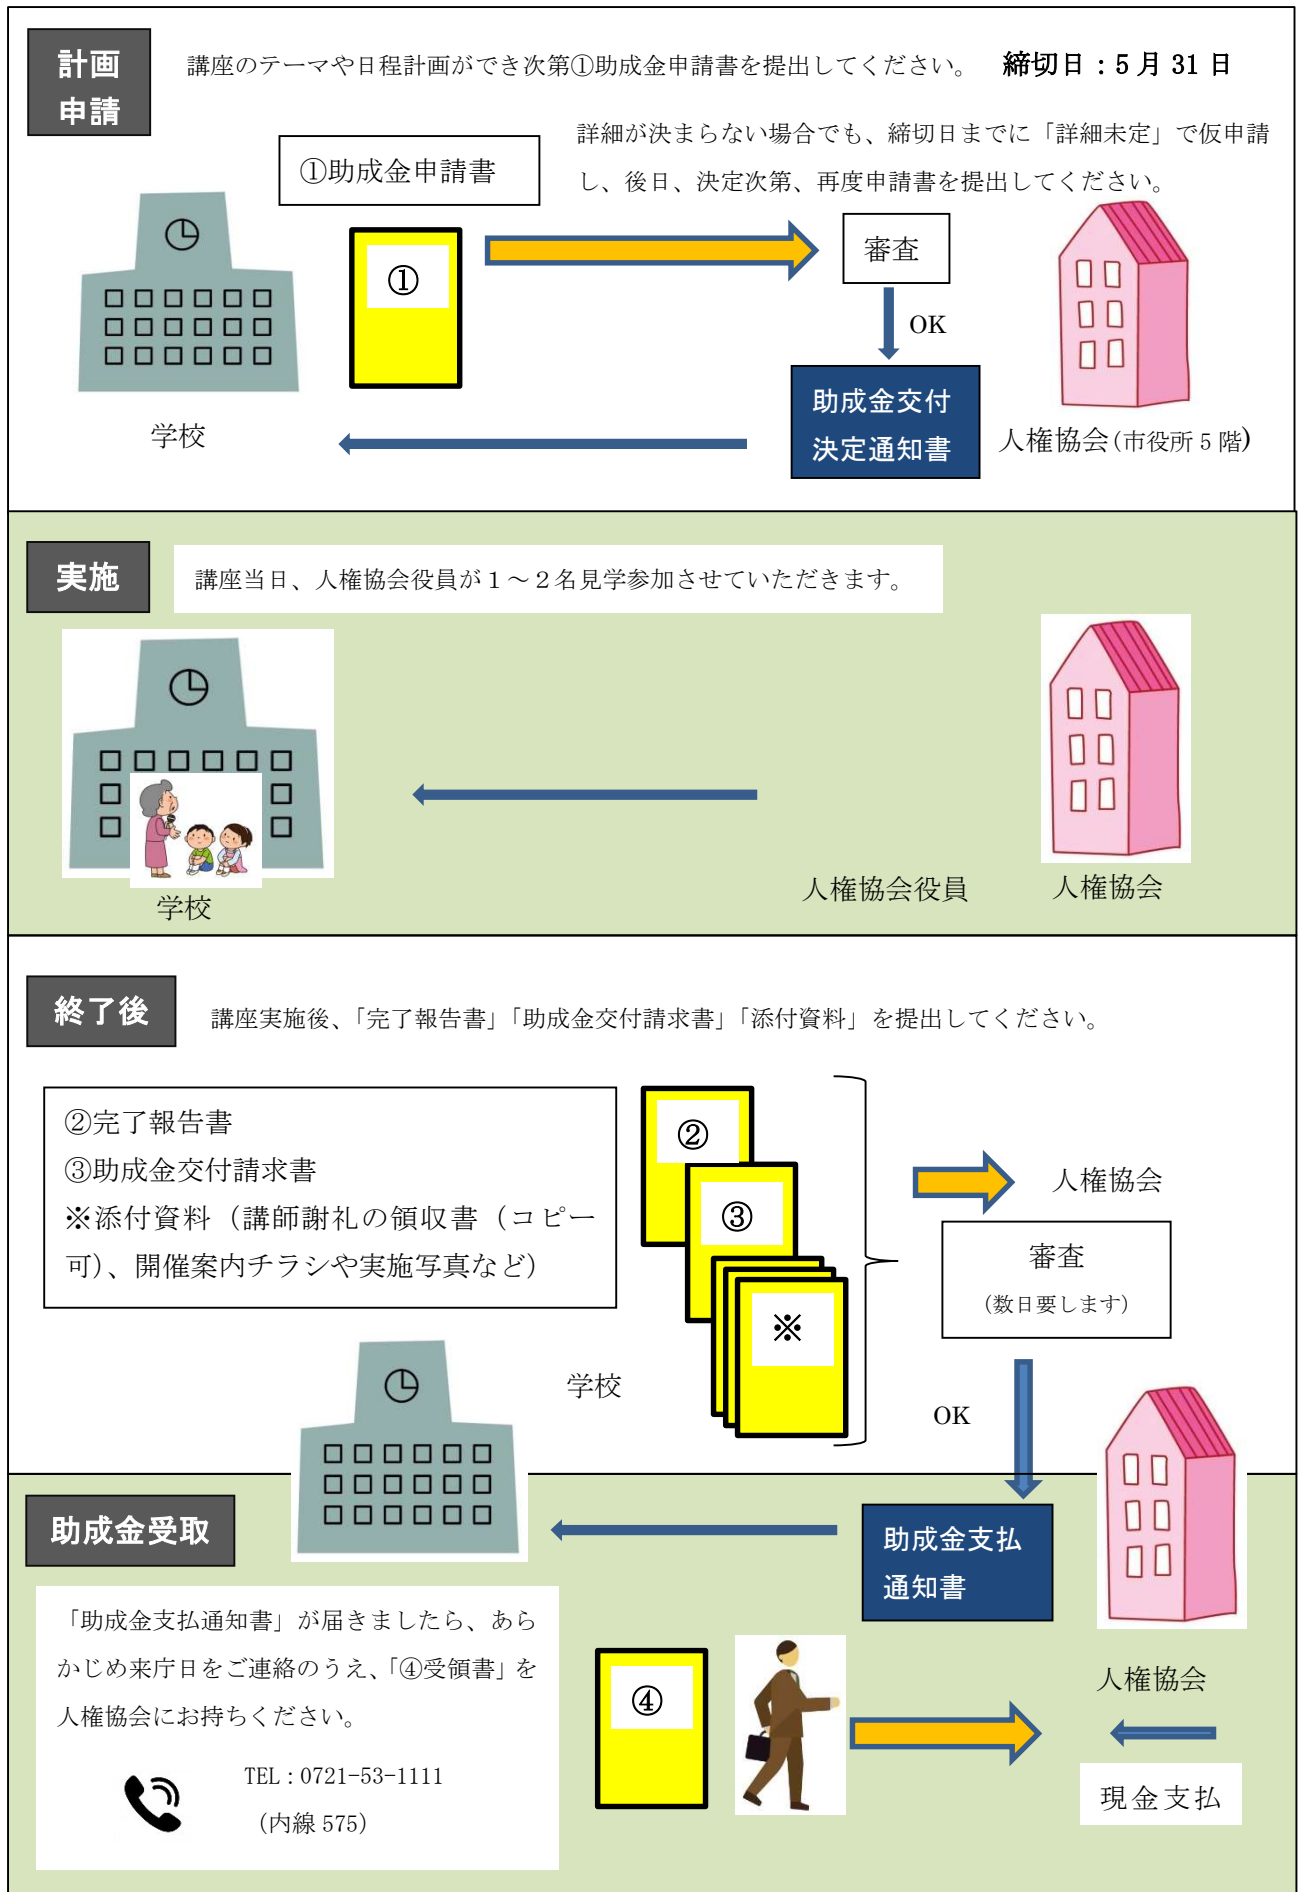 計画
申請
講座のテーマや日程計画ができ次第①助成金申請書を提出してください。 締切日：5月31日
詳細が決まらない場合でも、締切日までに「詳細未定」で仮申請
し、後日、決定次第、再度申請書を提出してください。
①助成金申請書
①
審査
OK
助成金交付
決定通知書
学校
人権協会(市役所5階)
実施
講座当日、人権協会役員が１～２名見学参加させていただきます。
学校
人権協会役員
人権協会
終了後
講座実施後、「完了報告書」「助成金交付請求書」「添付資料」を提出してください。
②完了報告書
③助成金交付請求書
※添付資料（講師謝礼の領収書（コピー
可）、開催案内チラシや実施写真など）
②
③
※
人権協会
審査
（数日要します）
学校
OK
助成金受取
助成金支払
通知書
「助成金支払通知書」が届きましたら、あら
かじめ来庁日をご連絡のうえ、「④受領書」を
人権協会にお持ちください。
TEL：0721-53-1111
（内線575）
④
人権協会
現金支払